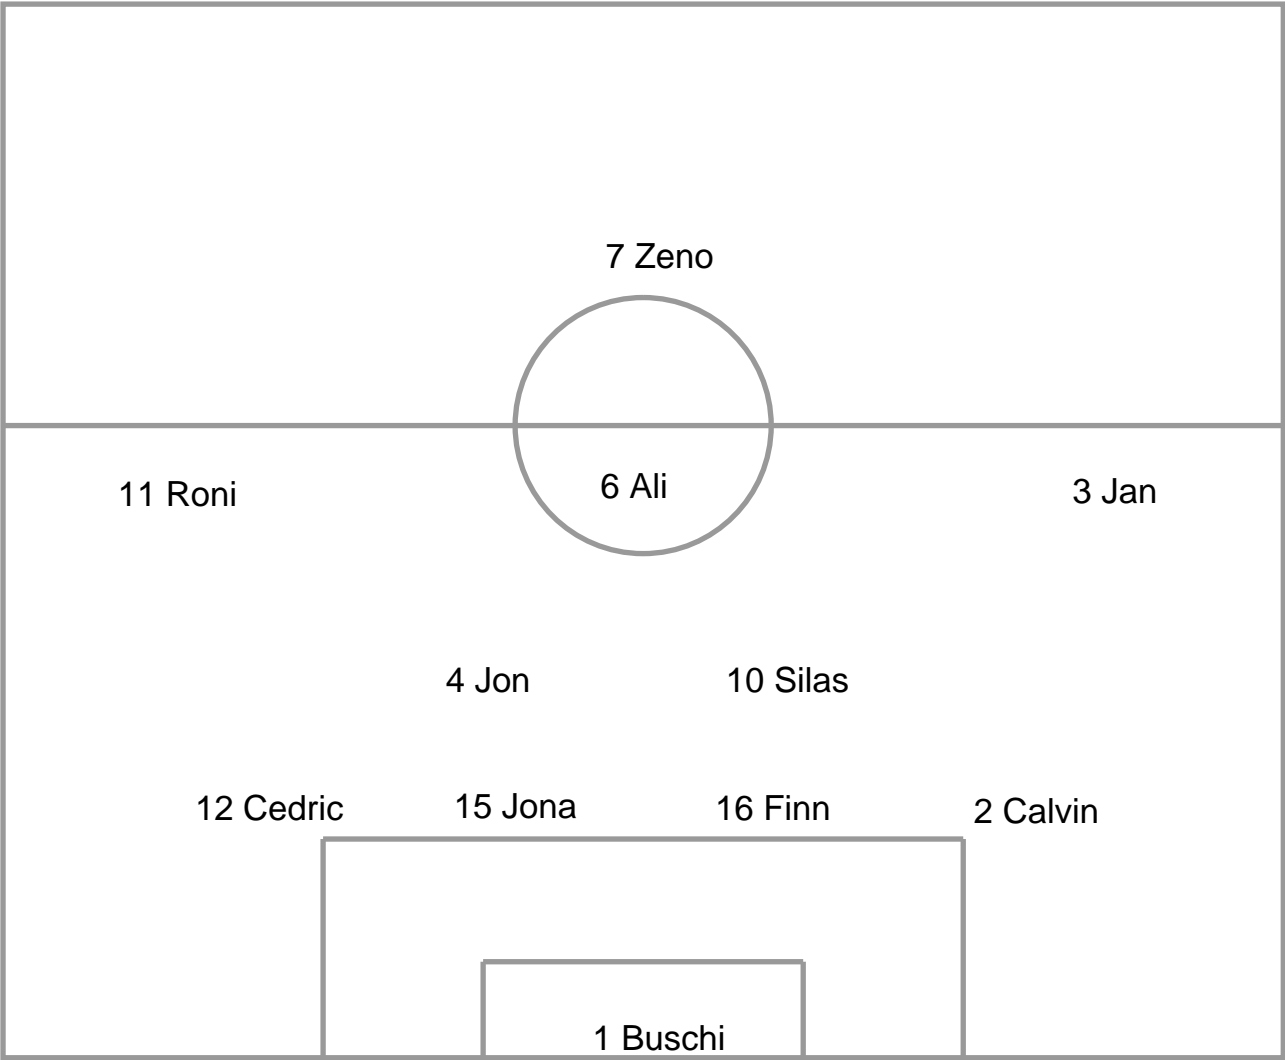 7 Zeno
11 Roni
6 Ali
3 Jan
4 Jon
10 Silas
12 Cedric
15 Jona
16 Finn
2 Calvin
1 Buschi